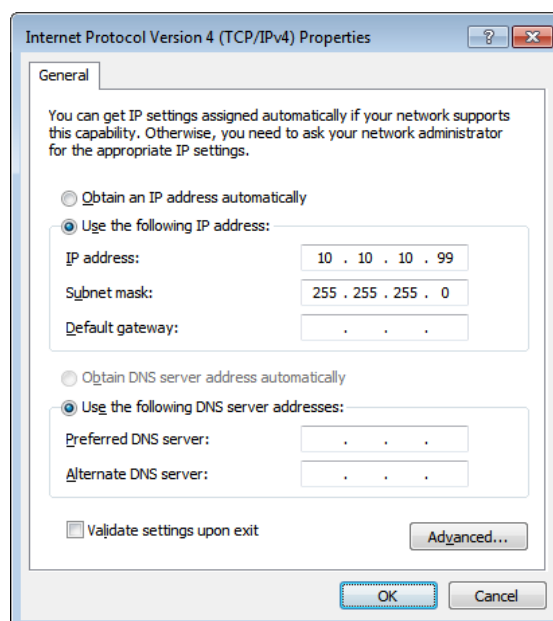 Internet Protocol Version 4 (TCP/IPv4) Properties
General
You can get IP settings assigned automatically if your network supports
this capability. Otherwise, you need to ask your network administrator
for the appropriate IP settings.
Obtain an IP address automatically
Use the following IP address:
IP address: 10 . 10 . 10 . 99
Subnet mask: 255 . 255 . 255 . 0
Default gateway: . . .
Obtain DNS server address automatically
Use the following DNS server addresses:
Preferred DNS server: . . .
Alternate DNS server: . . .
Validate settings upon exit
Advanced...
OK Cancel